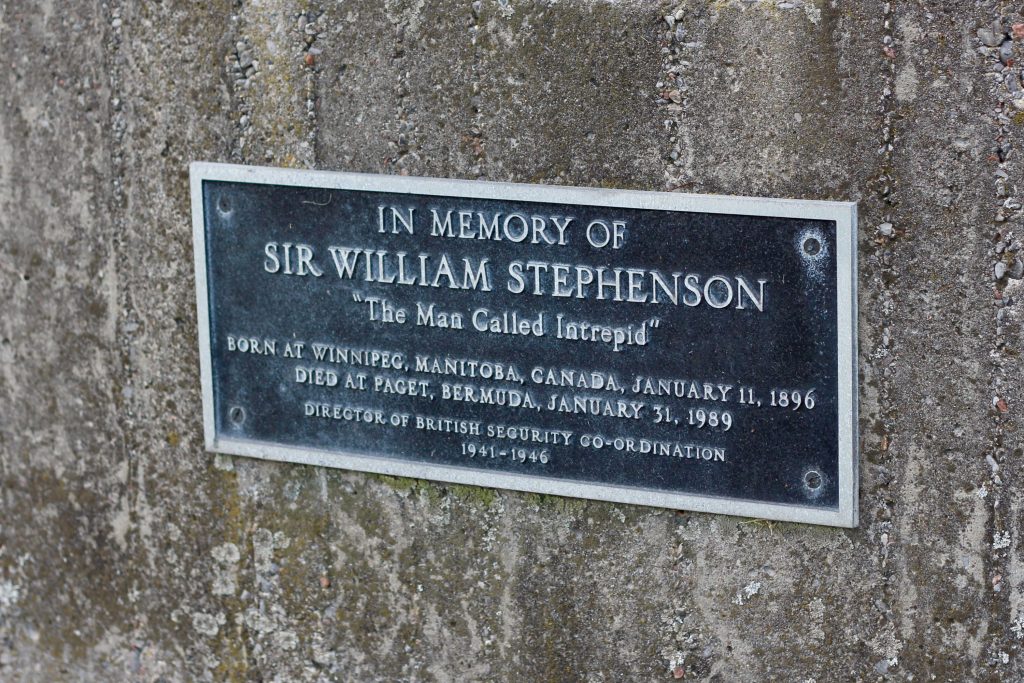 IN MEMORY OF
SIR WILLIAM STEPHENSON
"The Man Called Intrepid"
BORN AT WINNIPEG, MANITOBA, CANADA, JANUARY 11, 1896
DIED AT PAGET, BERMUDA, JANUARY 31, 1989
DIRECTOR OF BRITISH SECURITY CO-ORDINATION
1941-1946